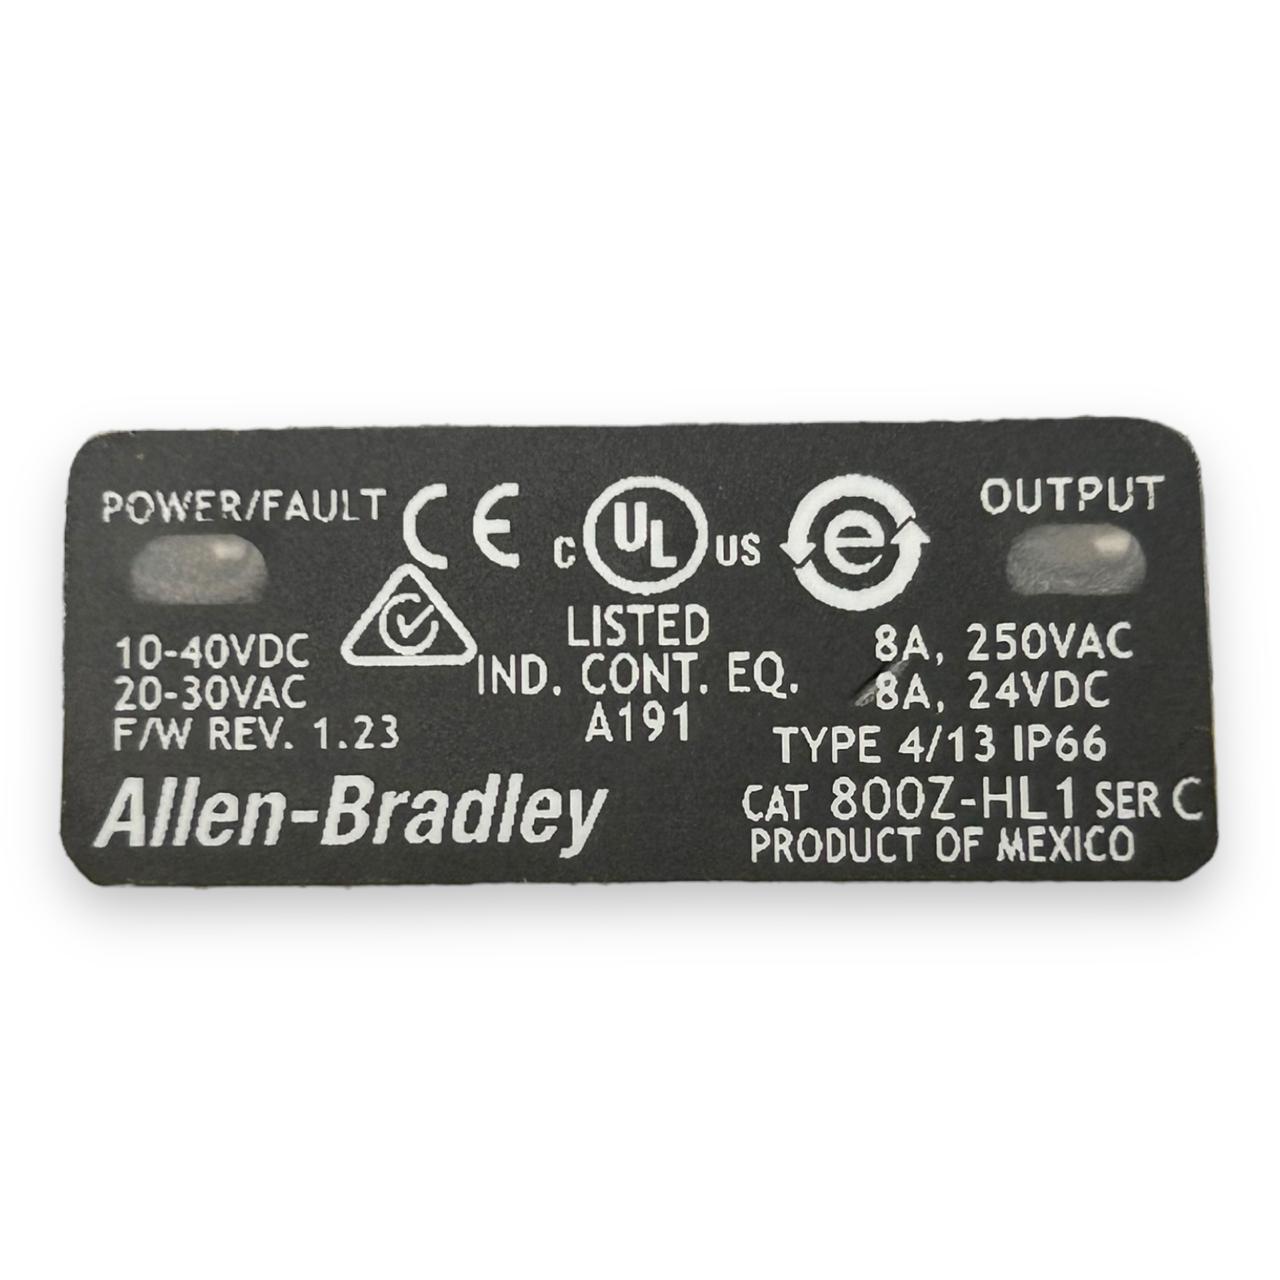 POWER/FAULT
CE
C UL US
e
OUTPUT
LISTED
IND. CONT. EQ.
A191
10-40VDC
20-30VAC
F/W REV. 1.23
8A, 250VAC
8A, 24VDC
TYPE 4/13 IP66
Allen-Bradley
CAT 800Z-HL1 SER C
PRODUCT OF MEXICO